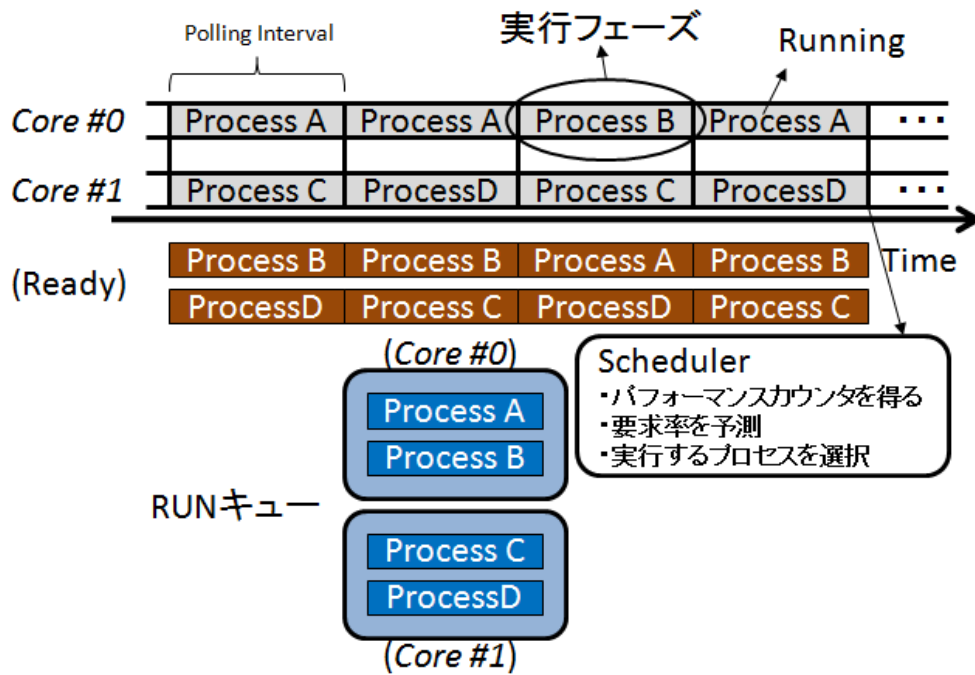 Polling Interval
実行フェーズ
Running
Core #0
Process A
Process A
Process B
Process A
・・・
Core #1
Process C
ProcessD
Process C
ProcessD
・・・
Time
(Ready)
Process B
Process B
Process A
Process B
ProcessD
Process C
ProcessD
Process C
(Core #0)
Process A
Process B
RUNキュー
Process C
ProcessD
(Core #1)
Scheduler
・パフォーマンスカウンタを得る
・要求率を予測
・実行するプロセスを選択